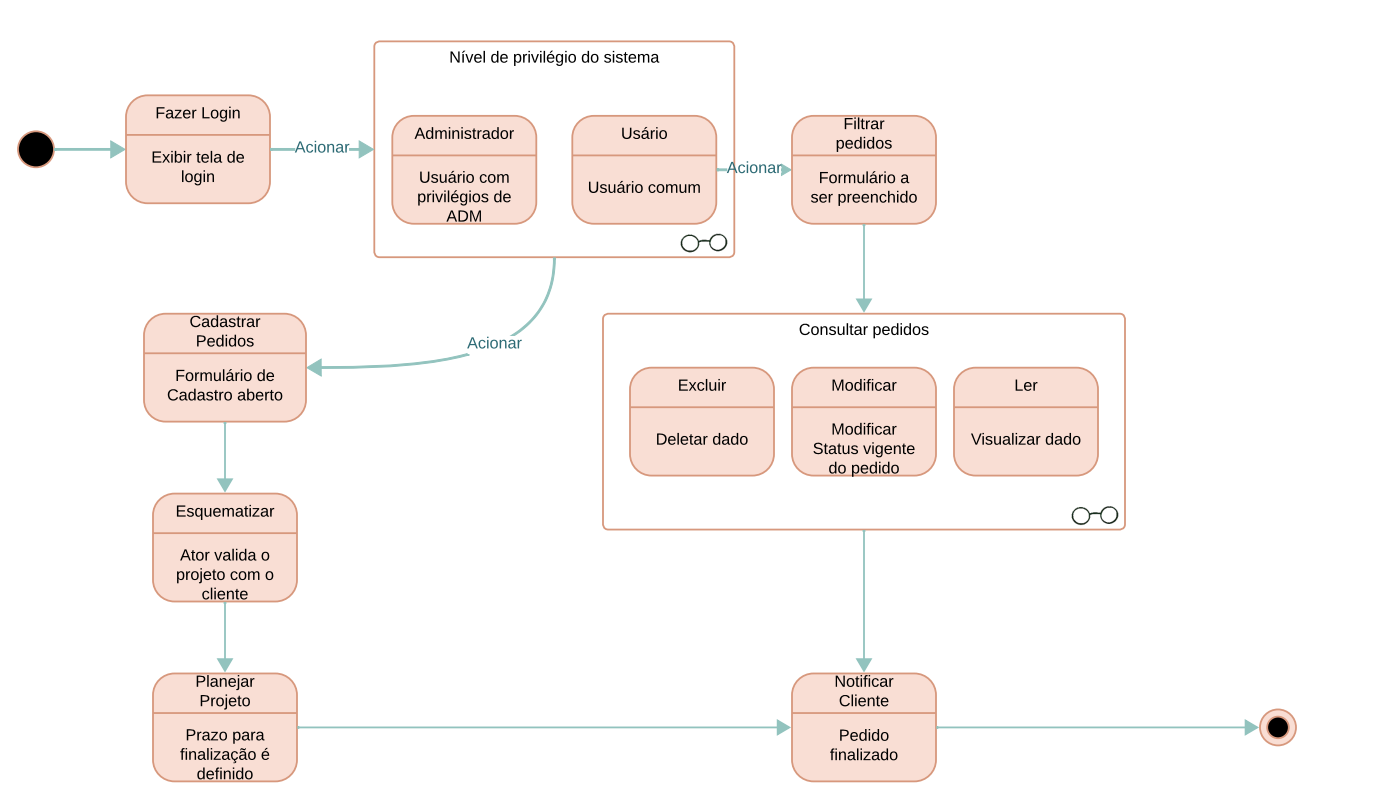 Nível de privilégio do sistema
Fazer Login
Exibir tela de
login
Acionar
Administrador
Usuário com
privilégios de
ADM
Usário
Usuário comum
Acionar
Filtrar
pedidos
Formulário a
ser preenchido
Acionar
Cadastrar
Pedidos
Formulário de
Cadastro aberto
Consultar pedidos
Excluir
Deletar dado
Modificar
Modificar
Status vigente
do pedido
Ler
Visualizar dado
Esquematizar
Ator valida o
projeto com o
cliente
Planejar
Projeto
Prazo para
finalização é
definido
Notificar
Cliente
Pedido
finalizado